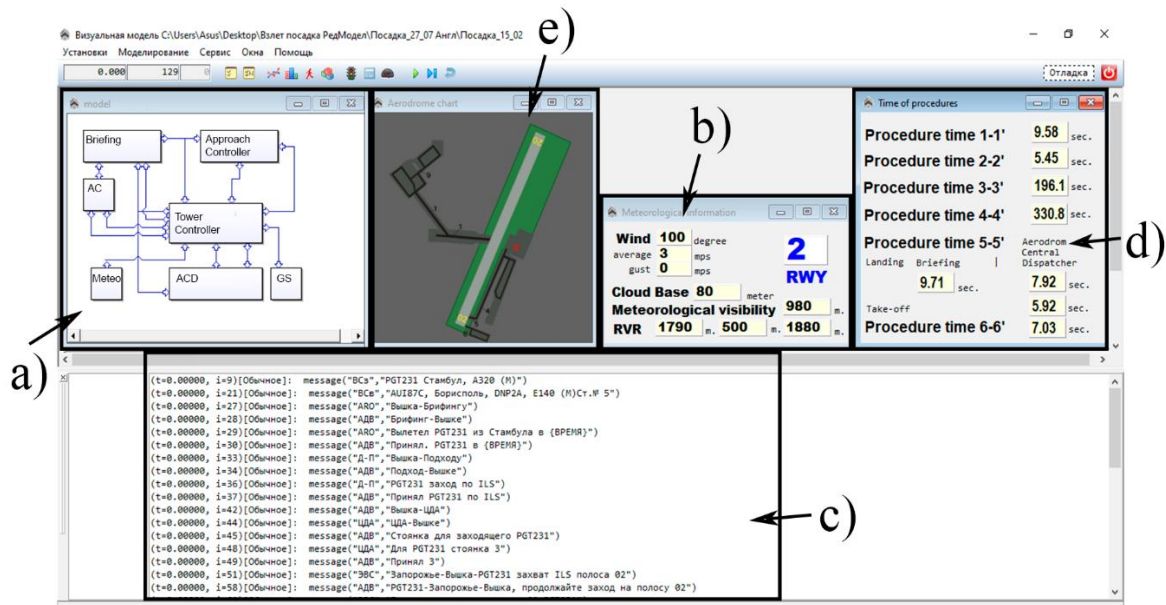 Визуальная модель C:\Users\Asus\Desktop\Взлет посадка РедМодел\Посадка_27_07 Англ\Посадка_15_02
Установки Моделирование Сервис Окна Помощь
0.000 129 0
Отладка
e)
model
Briefing
Approach
Controller
AC
Tower
Controller
Meteo
ACD
GS
a)
Aerodrome chart
02
b)
Meteorological information
Wind 100 degree
average 3 mps
gust 0 mps
2
RWY
Cloud Base 80 meter
Meteorological visibility 980 m.
RVR 1790 m. 500 m. 1880 m.
Time of procedures
Procedure time 1-1' 9.58 sec.
Procedure time 2-2' 5.45 sec.
Procedure time 3-3' 196.1 sec.
Procedure time 4-4' 330.8 sec.
Procedure time 5-5' Aerodrom
Central
Landing Briefing | Dispatcher
9.71 sec. 7.92 sec.
Take-off 5.92 sec.
Procedure time 6-6' 7.03 sec.
d)
(t=0.00000, i=9)[Обычное]: message("ВСз","PGT231 Стамбул, A320 (M)")
(t=0.00000, i=21)[Обычное]: message("ВСв","AUI87C, Борисполь, DNP2A, E140 (M)Ст.№ 5")
(t=0.00000, i=27)[Обычное]: message("ARO","Вышка-Брифингу")
(t=0.00000, i=28)[Обычное]: message("АДВ","Брифинг-Вышке")
(t=0.00000, i=29)[Обычное]: message("ARO","Вылетел PGT231 из Стамбула в {ВРЕМЯ}")
(t=0.00000, i=30)[Обычное]: message("АДВ","Принял. PGT231 в {ВРЕМЯ}")
(t=0.00000, i=33)[Обычное]: message("Д-П","Вышка-Подходу")
(t=0.00000, i=34)[Обычное]: message("АДВ","Подход-Вышке")
(t=0.00000, i=36)[Обычное]: message("Д-П","PGT231 заход по ILS")
(t=0.00000, i=37)[Обычное]: message("АДВ","Принял PGT231 по ILS")
(t=0.00000, i=42)[Обычное]: message("АДВ","Вышка-ЦДА")
(t=0.00000, i=44)[Обычное]: message("ЦДА","ЦДА-Вышке")
(t=0.00000, i=45)[Обычное]: message("АДВ","Стоянка для заходящего PGT231")
(t=0.00000, i=48)[Обычное]: message("ЦДА","Для PGT231 стоянка 3")
(t=0.00000, i=49)[Обычное]: message("АДВ","Принял 3")
(t=0.00000, i=51)[Обычное]: message("ЭВС","Запорожье-Вышка-PGT231 захват ILS полоса 02")
(t=0.00000, i=58)[Обычное]: message("АДВ","PGT231-Запорожье-Вышка, продолжайте заход на полосу 02")
c)